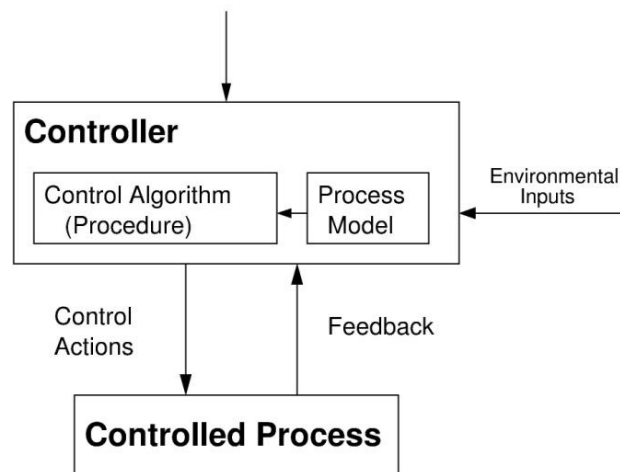 Controller
Control Algorithm
(Procedure)
Process
Model
Environmental
Inputs
Control
Actions
Feedback
Controlled Process